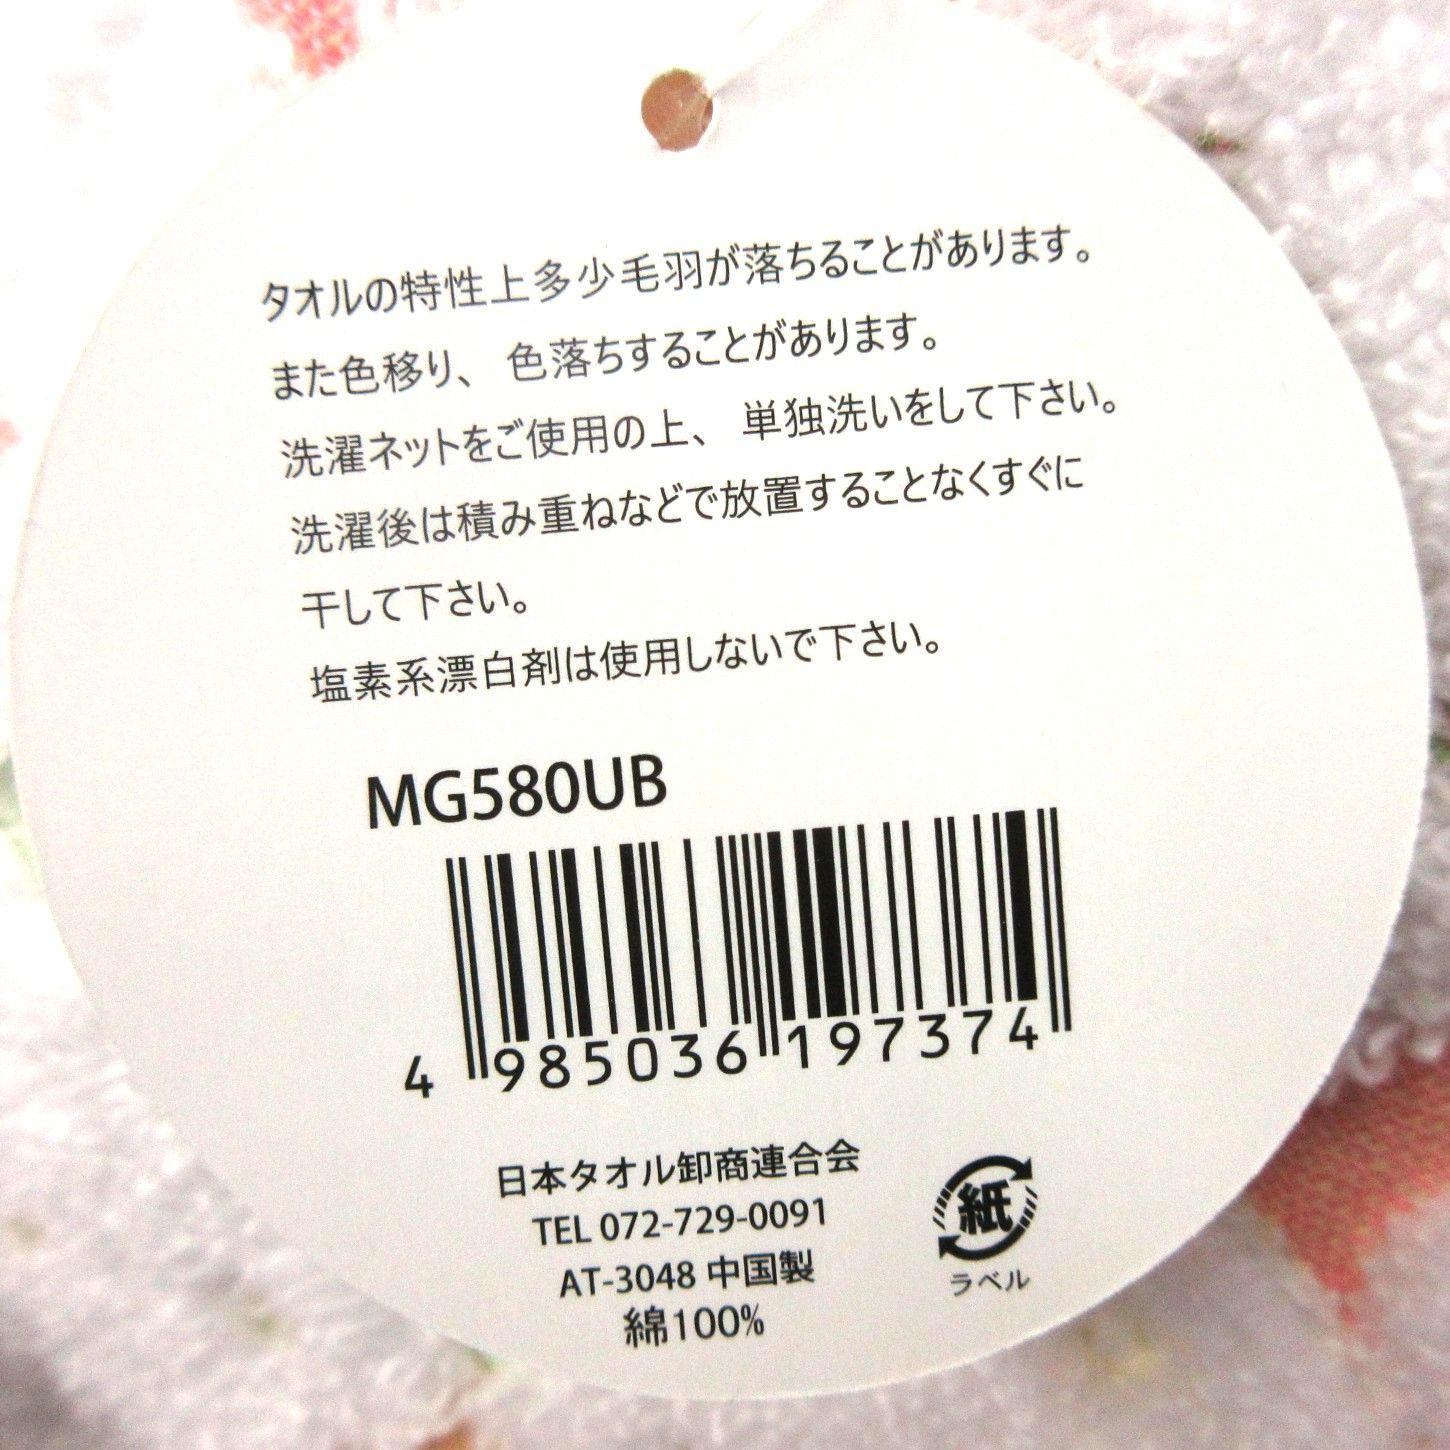 タオルの特性上多少毛羽が落ちることがあります。
また色移り、色落ちすることがあります。
洗濯ネットをご使用の上、単独洗いをして下さい。
洗濯後は積み重ねなどで放置することなくすぐに
干して下さい。
塩素系漂白剤は使用しないで下さい。
MG580UB
4 985036 197374
日本タオル卸商連合会
TEL 072-729-0091
AT-3048 中国製
綿100%
紙
ラベル